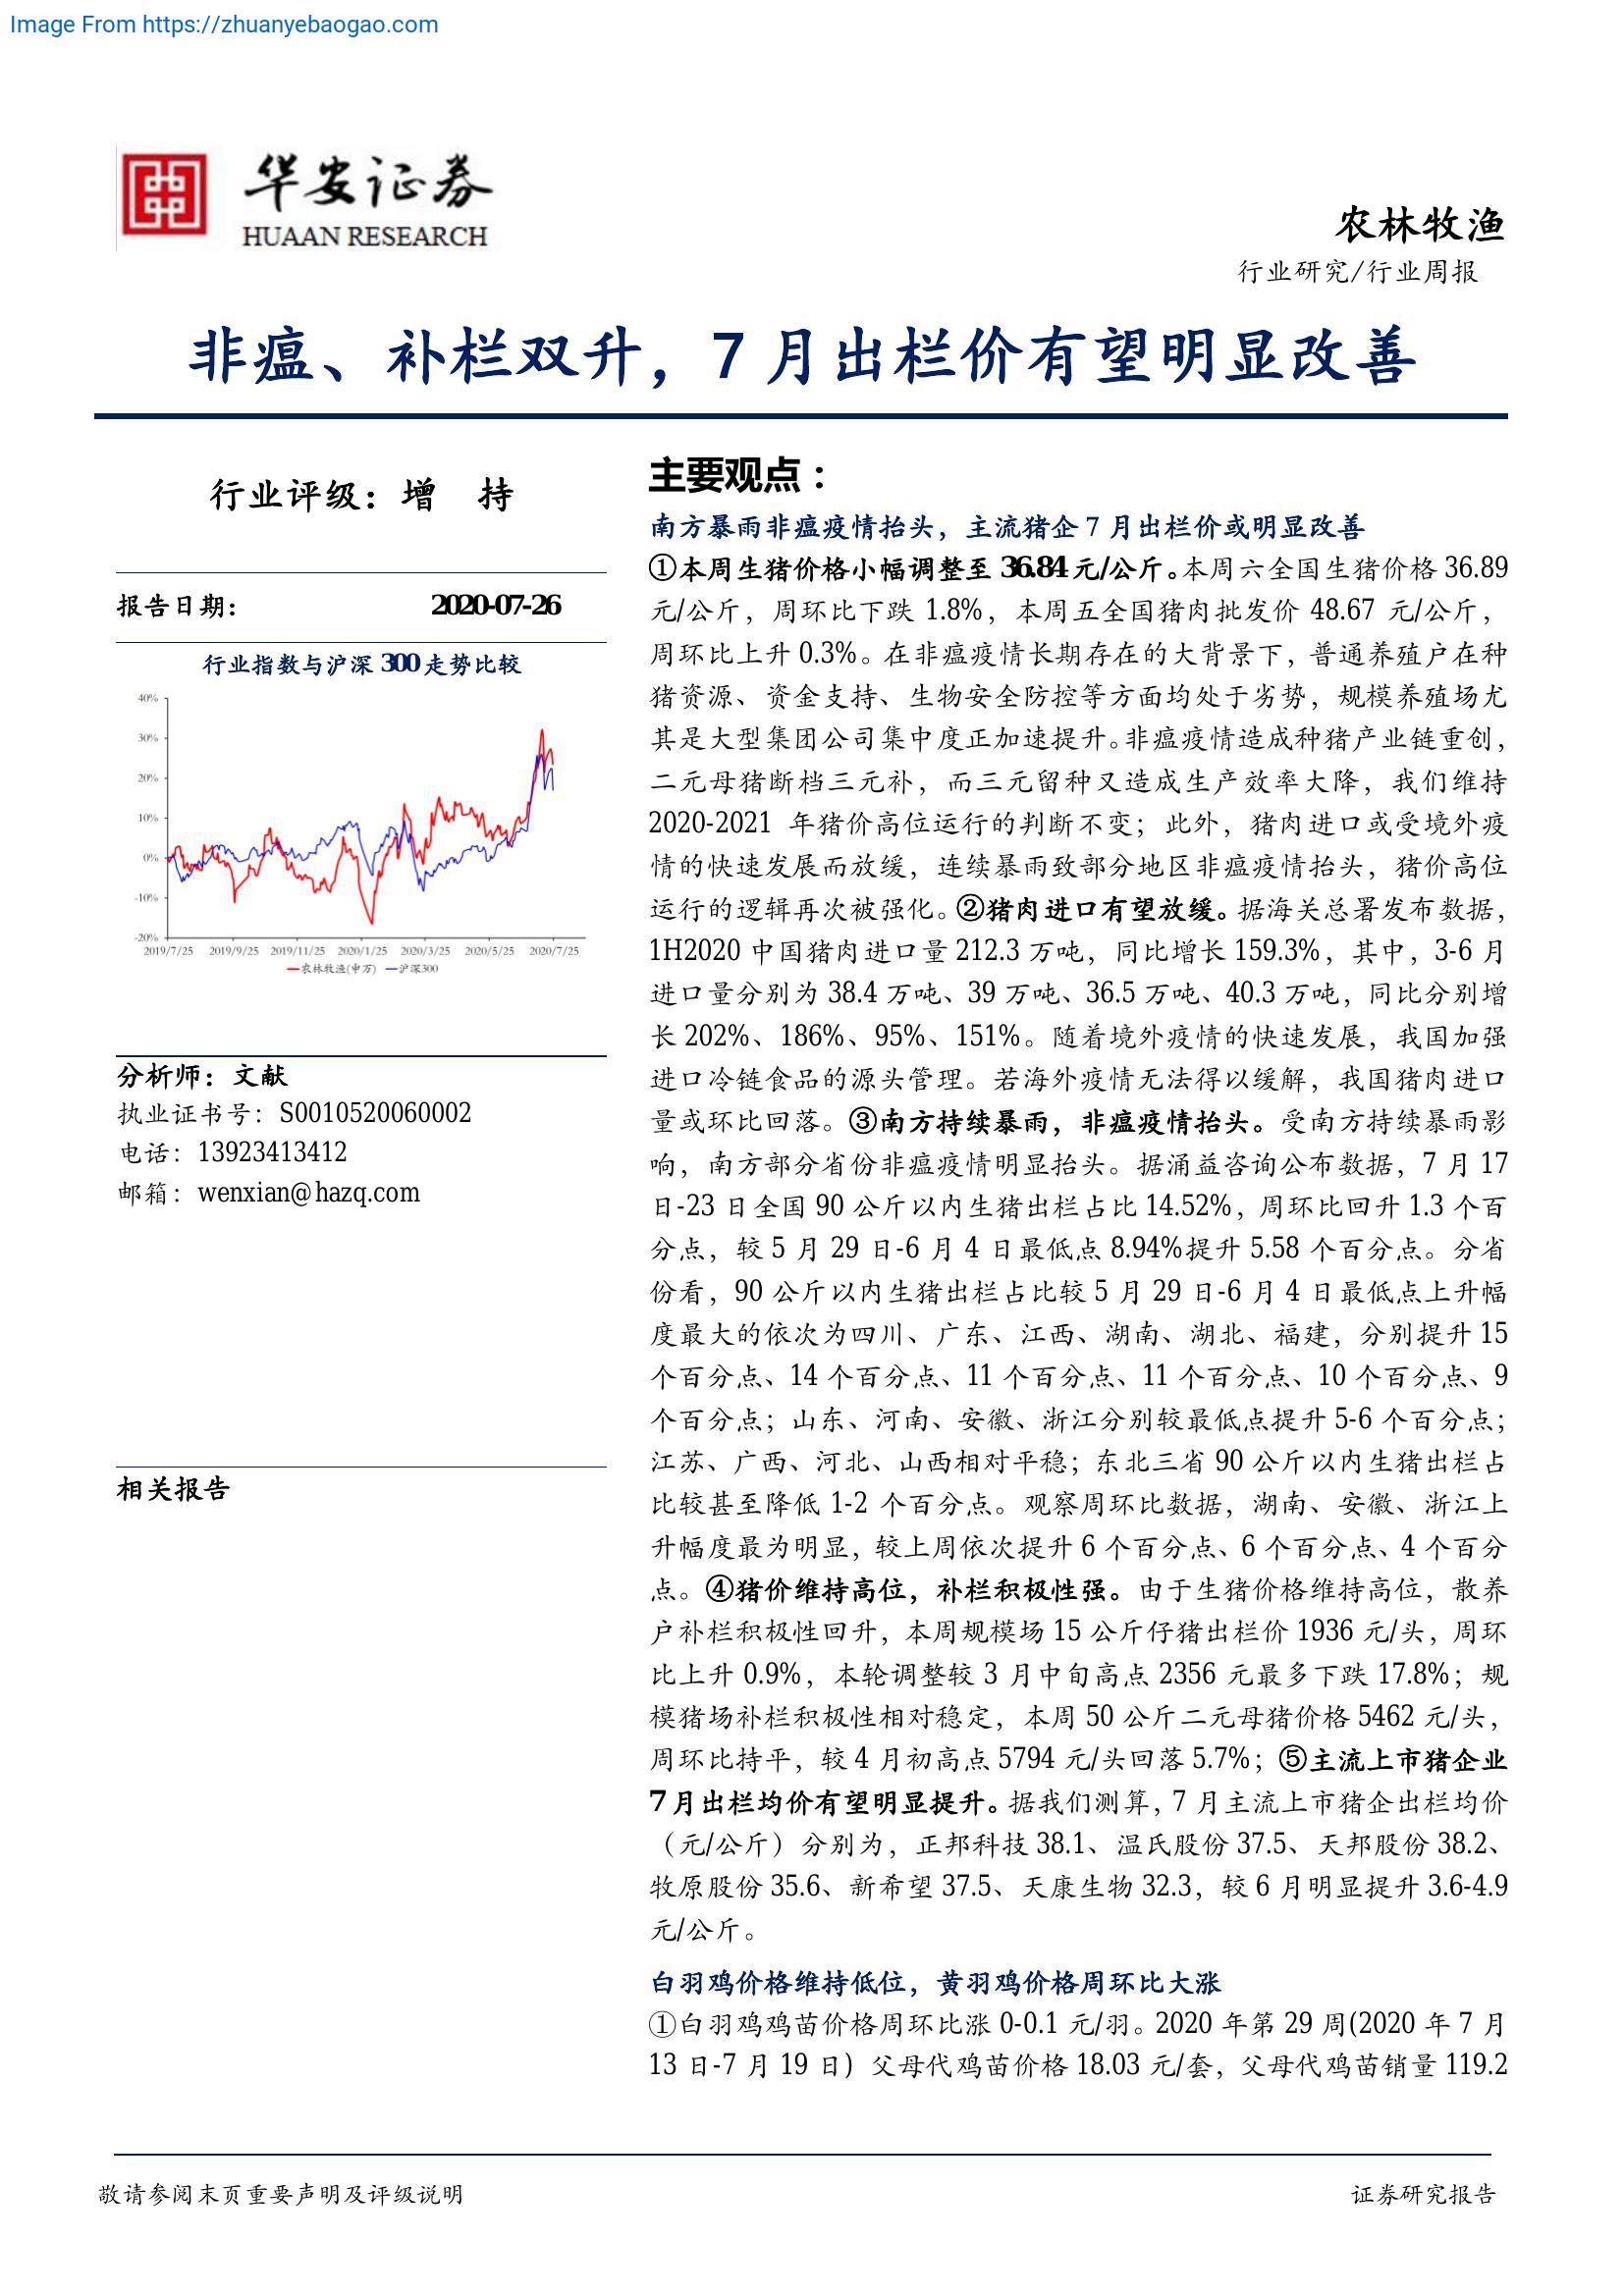 Image From https://zhuanyebaogao.com
华安证券
HUAAN RESEARCH
农林牧渔
行业研究/行业周报
非瘟、补栏双升，7 月出栏价有望明显改善
行业评级：增 持
报告日期： 2020-07-26
行业指数与沪深 300 走势比较
40%
30%
20%
10%
0%
-10%
-20%
2019/7/25 2019/9/25 2019/11/25 2020/1/25 2020/3/25 2020/5/25 2020/7/25
农林牧渔(申万) 沪深300
分析师：文献
执业证书号：S0010520060002
电话：13923413412
邮箱：wenxian@hazq.com
相关报告
主要观点：
南方暴雨非瘟疫情抬头，主流猪企 7 月出栏价或明显改善
①本周生猪价格小幅调整至 36.84 元/公斤。本周六全国生猪价格 36.89
元/公斤，周环比下跌 1.8%，本周五全国猪肉批发价 48.67 元/公斤，
周环比上升 0.3%。在非瘟疫情长期存在的大背景下，普通养殖户在种
猪资源、资金支持、生物安全防控等方面均处于劣势，规模养殖场尤
其是大型集团公司集中度正加速提升。非瘟疫情造成种猪产业链重创，
二元母猪断档三元补，而三元留种又造成生产效率大降，我们维持
2020-2021 年猪价高位运行的判断不变；此外，猪肉进口或受境外疫
情的快速发展而放缓，连续暴雨致部分地区非瘟疫情抬头，猪价高位
运行的逻辑再次被强化。②猪肉进口有望放缓。据海关总署发布数据，
1H2020 中国猪肉进口量 212.3 万吨，同比增长 159.3%，其中，3-6 月
进口量分别为 38.4 万吨、39 万吨、36.5 万吨、40.3 万吨，同比分别增
长 202%、186%、95%、151%。随着境外疫情的快速发展，我国加强
进口冷链食品的源头管理。若海外疫情无法得以缓解，我国猪肉进口
量或环比回落。③南方持续暴雨，非瘟疫情抬头。受南方持续暴雨影
响，南方部分省份非瘟疫情明显抬头。据涌益咨询公布数据，7 月 17
日-23 日全国 90 公斤以内生猪出栏占比 14.52%，周环比回升 1.3 个百
分点，较 5 月 29 日-6 月 4 日最低点 8.94%提升 5.58 个百分点。分省
份看，90 公斤以内生猪出栏占比较 5 月 29 日-6 月 4 日最低点上升幅
度最大的依次为四川、广东、江西、湖南、湖北、福建，分别提升 15
个百分点、14 个百分点、11 个百分点、11 个百分点、10 个百分点、9
个百分点；山东、河南、安徽、浙江分别较最低点提升 5-6 个百分点；
江苏、广西、河北、山西相对平稳；东北三省 90 公斤以内生猪出栏占
比较甚至降低 1-2 个百分点。观察周环比数据，湖南、安徽、浙江上
升幅度最为明显，较上周依次提升 6 个百分点、6 个百分点、4 个百分
点。④猪价维持高位，补栏积极性强。由于生猪价格维持高位，散养
户补栏积极性回升，本周规模场 15 公斤仔猪出栏价 1936 元/头，周环
比上升 0.9%，本轮调整较 3 月中旬高点 2356 元最多下跌 17.8%；规
模猪场补栏积极性相对稳定，本周 50 公斤二元母猪价格 5462 元/头，
周环比持平，较 4 月初高点 5794 元/头回落 5.7%；⑤主流上市猪企业
7 月出栏均价有望明显提升。据我们测算，7 月主流上市猪企出栏均价
（元/公斤）分别为，正邦科技 38.1、温氏股份 37.5、天邦股份 38.2、
牧原股份 35.6、新希望 37.5、天康生物 32.3，较 6 月明显提升 3.6-4.9
元/公斤。
白羽鸡价格维持低位，黄羽鸡价格周环比大涨
①白羽鸡鸡苗价格周环比涨 0-0.1 元/羽。2020 年第 29 周(2020 年 7 月
13 日-7 月 19 日）父母代鸡苗价格 18.03 元/套，父母代鸡苗销量 119.2
敬请参阅末页重要声明及评级说明
证券研究报告